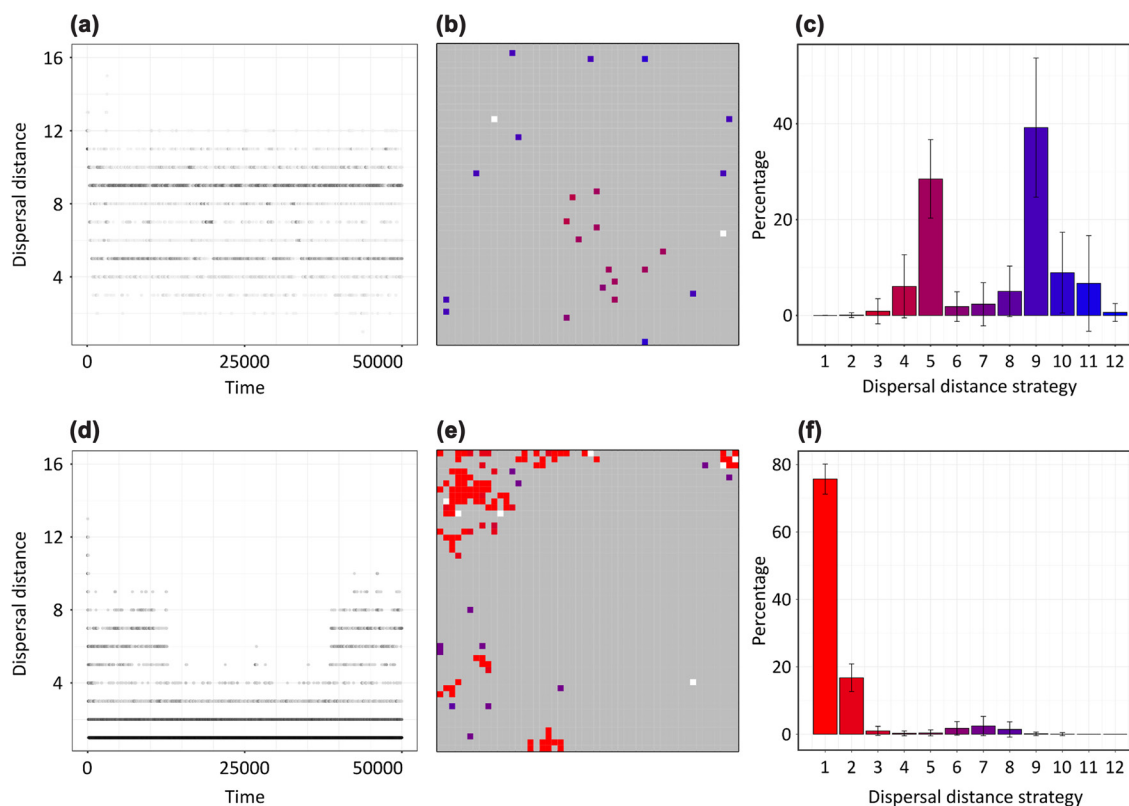 (a)
(b)
(c)
16
12
8
4
Dispersal distance
0 25000 50000
Time
40
20
0
Percentage
1 2 3 4 5 6 7 8 9 10 11 12
Dispersal distance strategy
(d)
(e)
(f)
16
12
8
4
Dispersal distance
0 25000 50000
Time
80
60
40
20
0
Percentage
1 2 3 4 5 6 7 8 9 10 11 12
Dispersal distance strategy